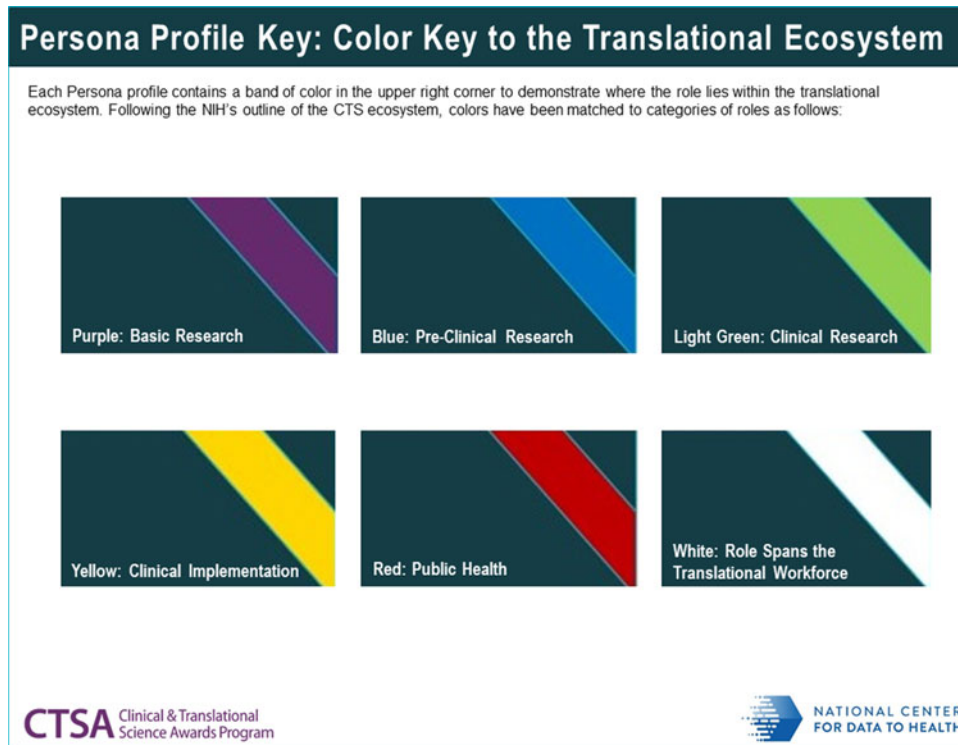 Persona Profile Key: Color Key to the Translational Ecosystem
Each Persona profile contains a band of color in the upper right corner to demonstrate where the role lies within the translational
ecosystem. Following the NIH's outline of the CTS ecosystem, colors have been matched to categories of roles as follows:
Purple: Basic Research
Blue: Pre-Clinical Research
Light Green: Clinical Research
Yellow: Clinical Implementation
Red: Public Health
White: Role Spans the
Translational Workforce
CTSA Clinical & Translational
Science Awards Program
NATIONAL CENTER
FOR DATA TO HEALTH